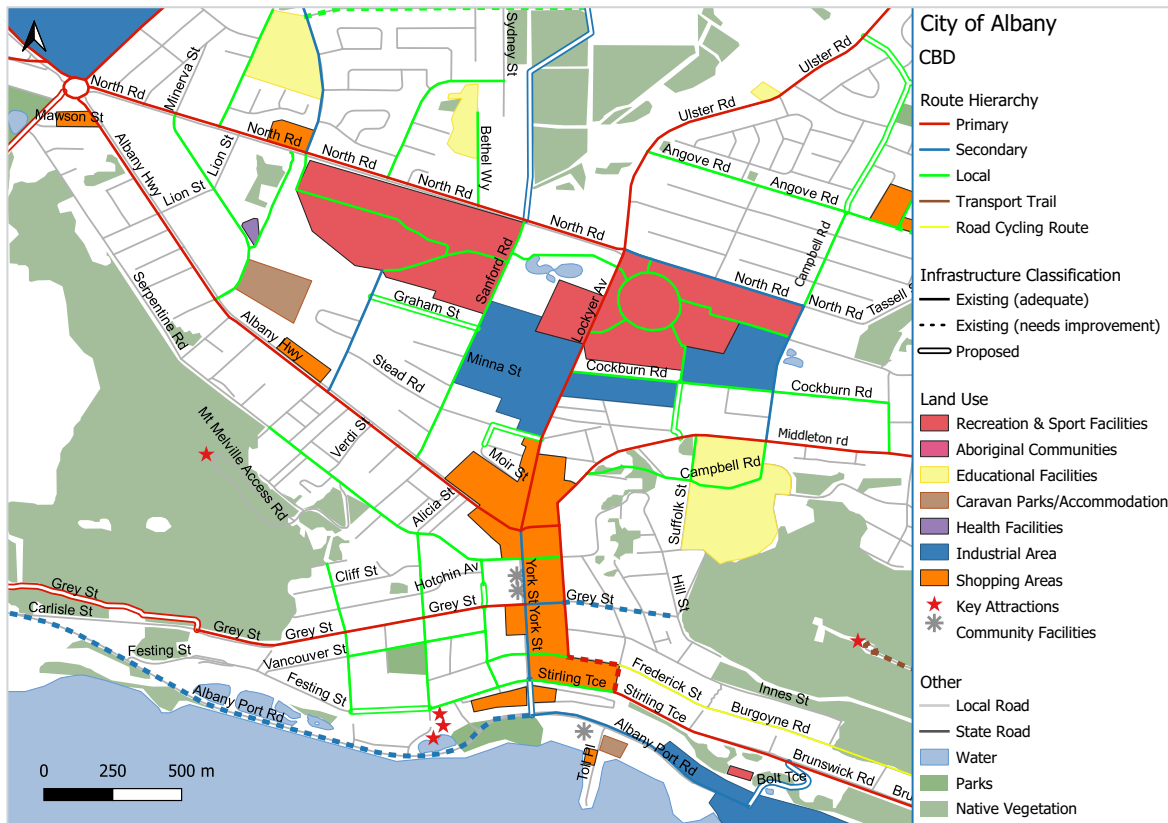 City of Albany
CBD
Route Hierarchy
Primary
Secondary
Local
Transport Trail
Road Cycling Route
Infrastructure Classification
Existing (adequate)
Existing (needs improvement)
Proposed
Land Use
Recreation & Sport Facilities
Aboriginal Communities
Educational Facilities
Caravan Parks/Accommodation
Health Facilities
Industrial Area
Shopping Areas
Key Attractions
Community Facilities
Other
Local Road
State Road
Water
Parks
Native Vegetation
Sydney St
Minerva St
North Rd
Mawson St
Albany Hwy
Lion St
Lion St
North Rd
North Rd
North Rd
Bethel Wy
Ulster Rd
Ulster Rd
Angove Rd
Angove Rd
Campbell Rd
North Rd
North Rd
North Rd
Tassell S
Sanford Rd
Lockyer Av
Serpentine Rd
Graham St
Albany Hwy
Minna St
Stead Rd
Cockburn Rd
Cockburn Rd
Mt Melville Access Rd
Verdi St
Moir St
Middleton rd
Campbell Rd
Alicia St
Suffolk St
Cliff St
Hotchin Av
York St
Hill St
Grey St
Carlisle St
Grey St
Grey St
Grey St
Grey St
York St
Festing St
Vancouver St
Festing St
Albany Port Rd
Stirling Tce
Frederick St
Innes St
Stirling Tce
Burgoyne Rd
Albany Port Rd
Brunswick Rd
Bru
Toll Pl
Bolt Tce
0 250 500 m